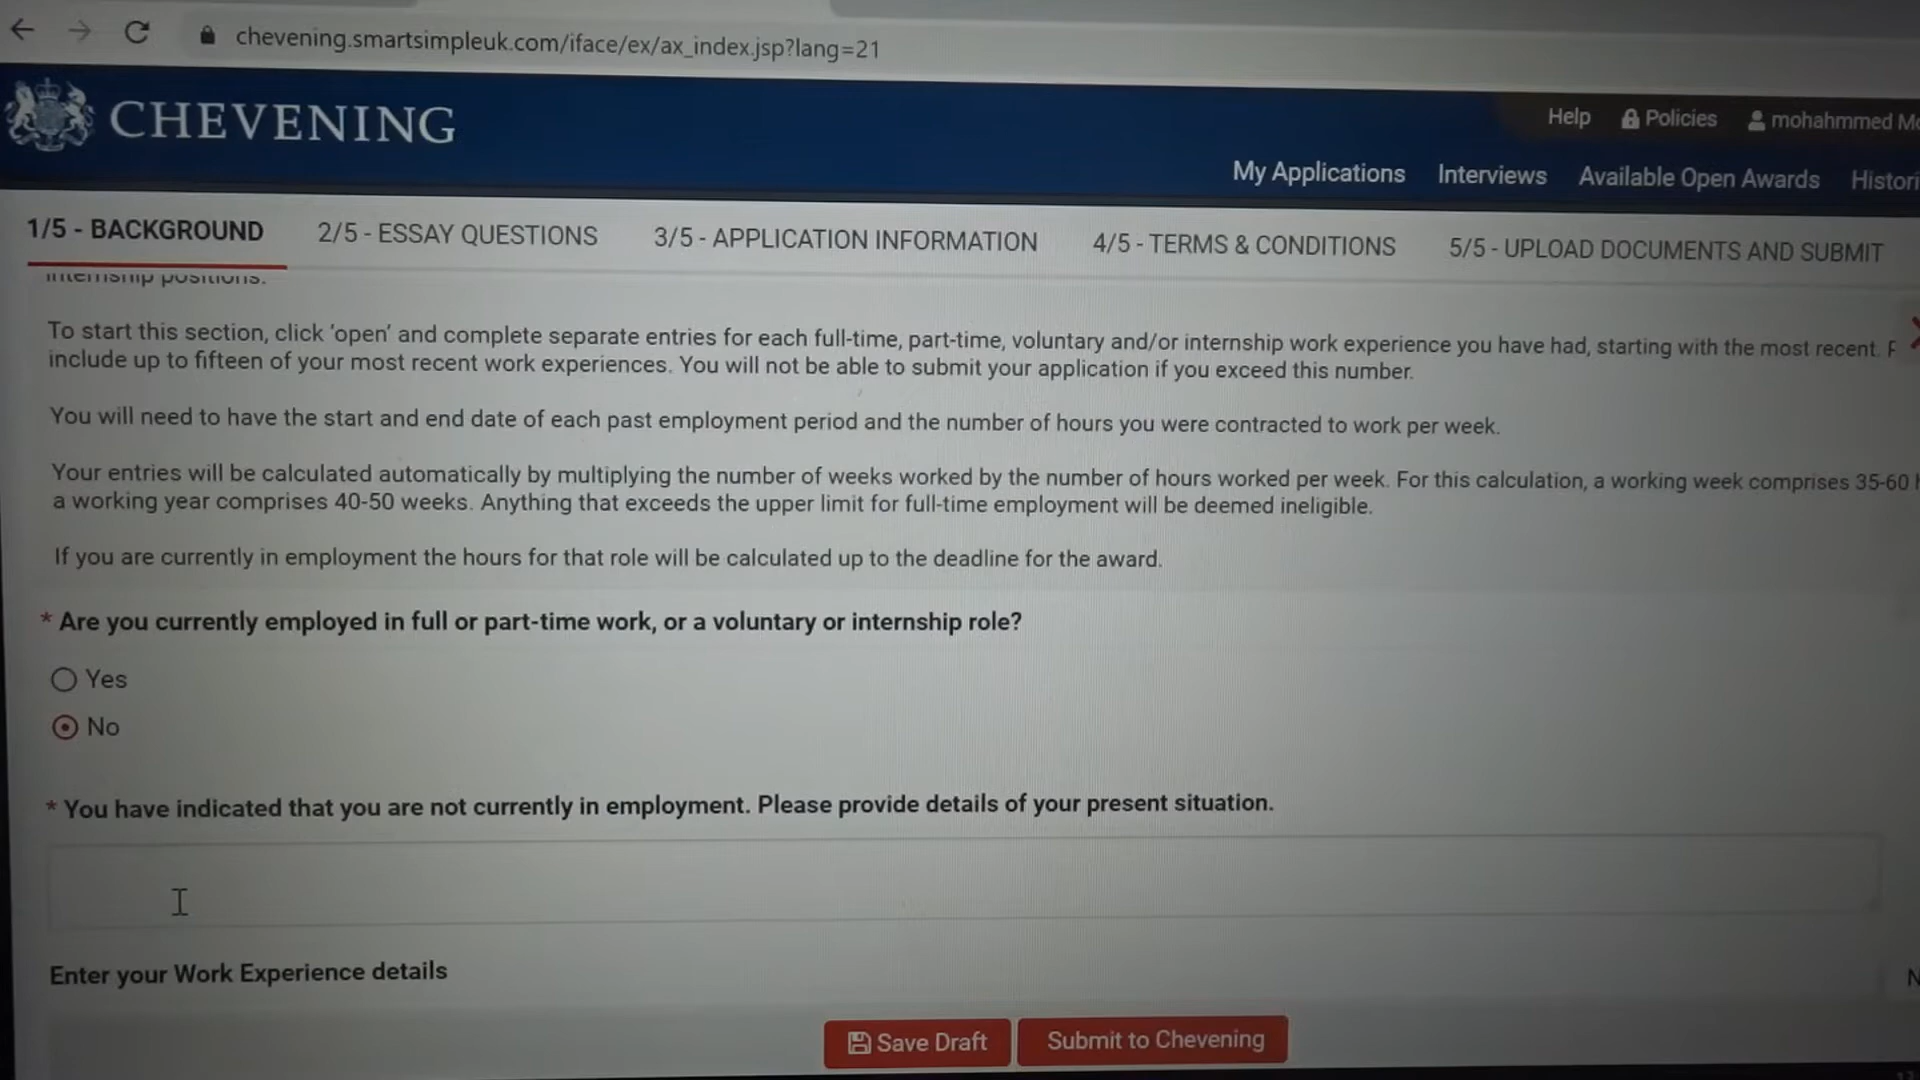 chevening.smartsimpleuk.com/iface/ex/ax_index.jsp?lang=21
CHEVENING
Help Policies mohahmmed Mo
My Applications Interviews Available Open Awards Histori
1/5 - BACKGROUND 2/5 - ESSAY QUESTIONS 3/5 - APPLICATION INFORMATION 4/5 - TERMS & CONDITIONS 5/5 - UPLOAD DOCUMENTS AND SUBMIT
internship positions.
To start this section, click 'open' and complete separate entries for each full-time, part-time, voluntary and/or internship work experience you have had, starting with the most recent.
include up to fifteen of your most recent work experiences. You will not be able to submit your application if you exceed this number.
You will need to have the start and end date of each past employment period and the number of hours you were contracted to work per week.
Your entries will be calculated automatically by multiplying the number of weeks worked by the number of hours worked per week. For this calculation, a working week comprises 35-60
a working year comprises 40-50 weeks. Anything that exceeds the upper limit for full-time employment will be deemed ineligible.
If you are currently in employment the hours for that role will be calculated up to the deadline for the award.
* Are you currently employed in full or part-time work, or a voluntary or internship role?
Yes
No
* You have indicated that you are not currently in employment. Please provide details of your present situation.
Enter your Work Experience details
Save Draft Submit to Chevening